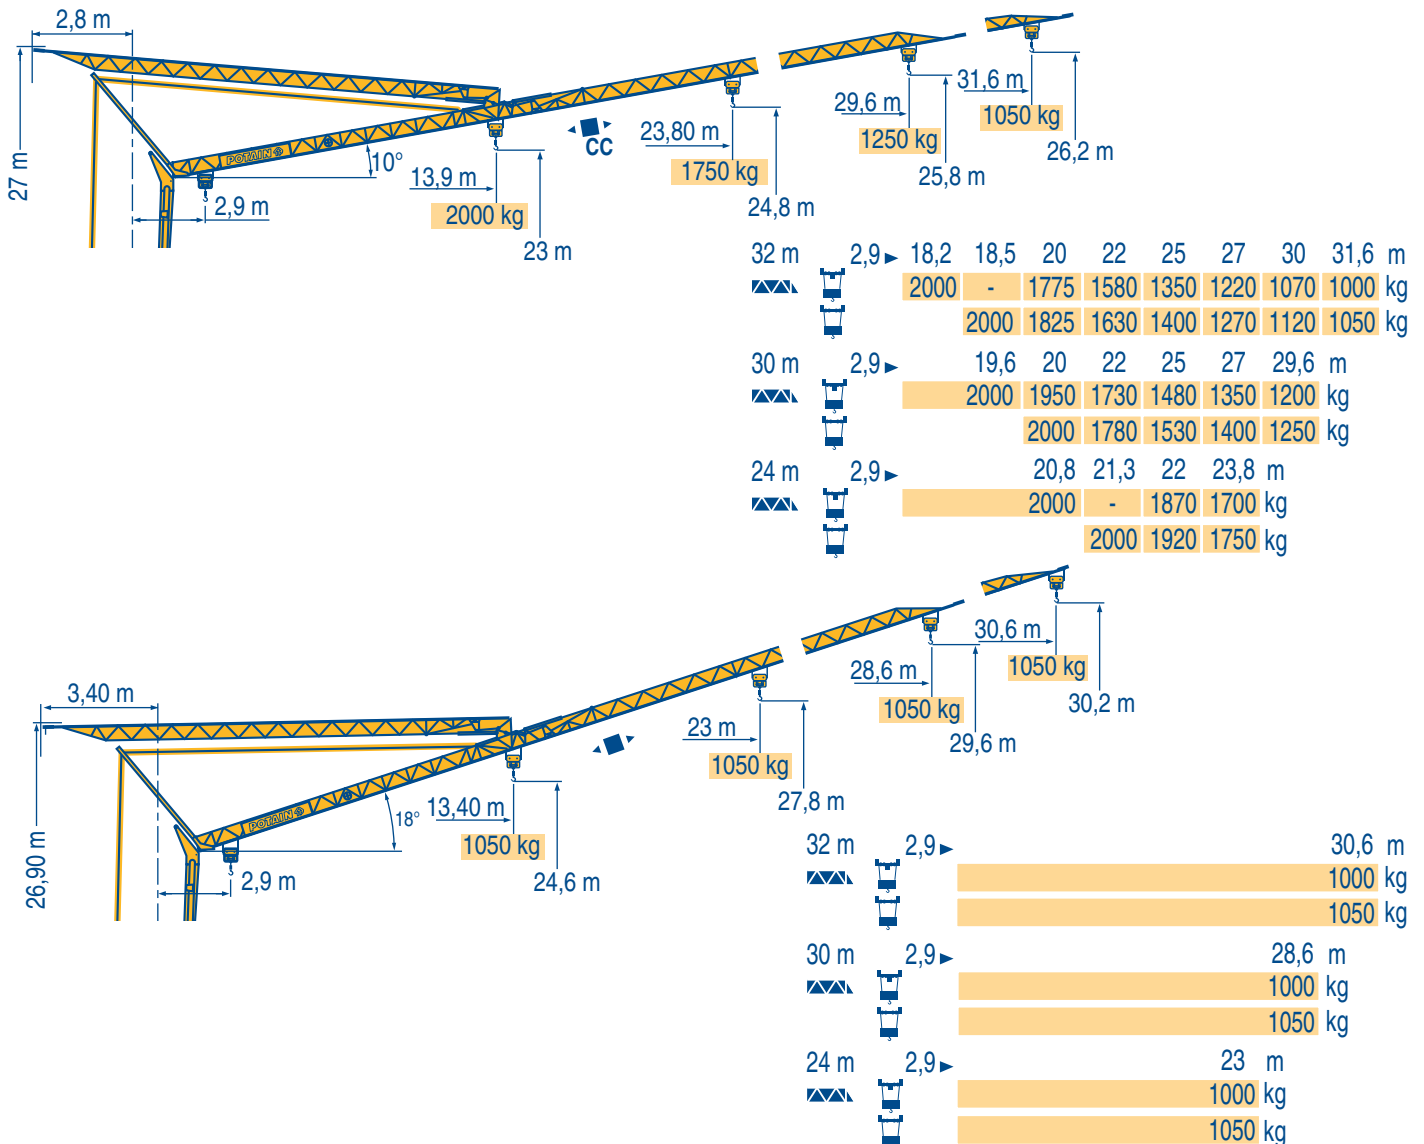 2,8 m
27 m
POTAIN
10°
2,9 m
13,9 m
2000 kg
23 m
CC
23,80 m
1750 kg
24,8 m
29,6 m
1250 kg
25,8 m
31,6 m
1050 kg
26,2 m
32 m 2,9 18,2 18,5 20 22 25 27 30 31,6 m
2000 - 1775 1580 1350 1220 1070 1000 kg
2000 1825 1630 1400 1270 1120 1050 kg
30 m 2,9 19,6 20 22 25 27 29,6 m
2000 1950 1730 1480 1350 1200 kg
2000 1780 1530 1400 1250 kg
24 m 2,9 20,8 21,3 22 23,8 m
2000 - 1870 1700 kg
2000 1920 1750 kg
3,40 m
26,90 m
POTAIN
18°
2,9 m
13,40 m
1050 kg
24,6 m
23 m
1050 kg
27,8 m
28,6 m
1050 kg
29,6 m
30,6 m
1050 kg
30,2 m
32 m 2,9 30,6 m
1000 kg
1050 kg
30 m 2,9 28,6 m
1000 kg
1050 kg
24 m 2,9 23 m
1000 kg
1050 kg